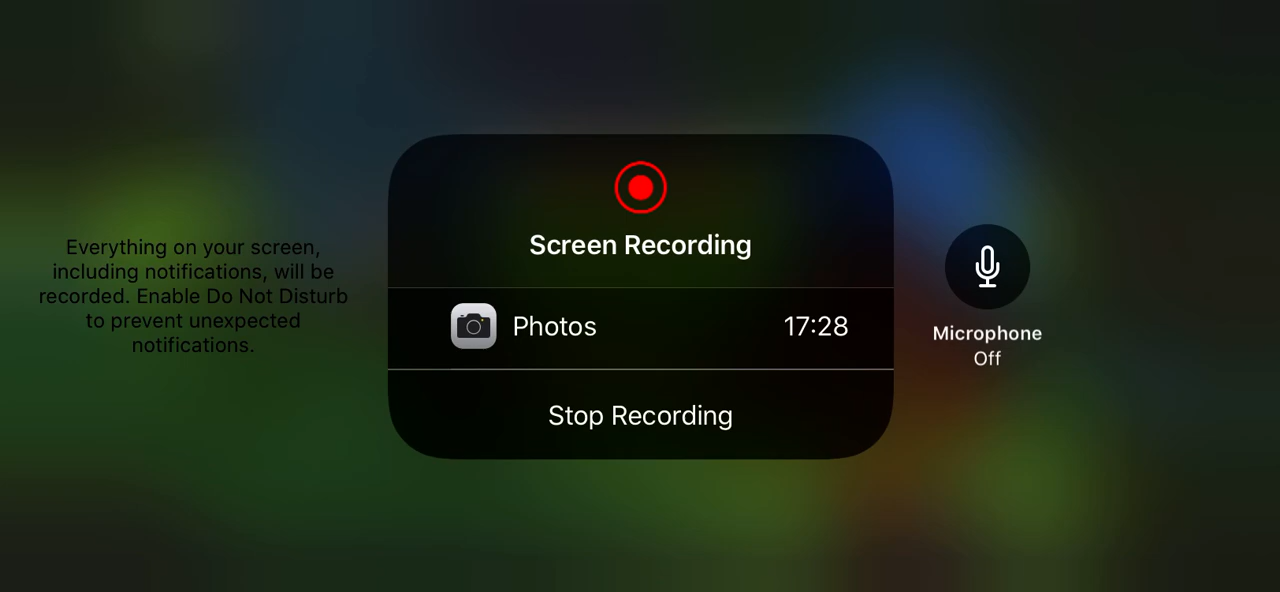 Everything on your screen,
including notifications, will be
recorded. Enable Do Not Disturb
to prevent unexpected
notifications.
Screen Recording
Photos 17:28
Stop Recording
Microphone
Off